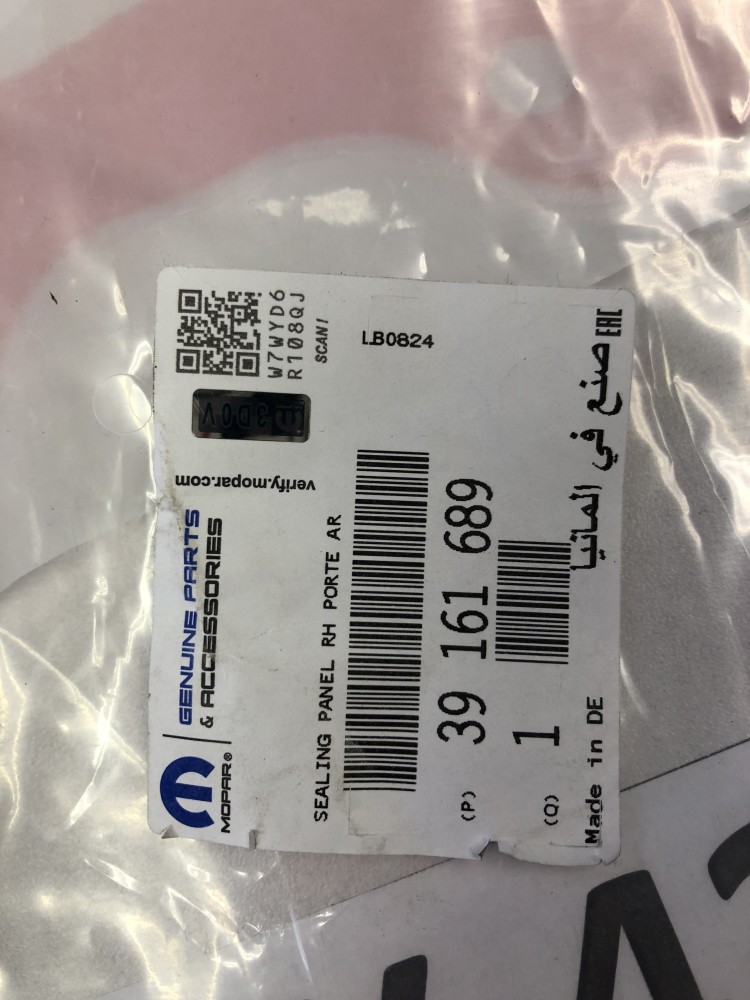 MOPAR®
GENUINE PARTS
& ACCESSORIES
verify.mopar.com
W7WYD6
R108QJ
SCAN!
SEALING PANEL RH PORTE AR
LB0824
(P) 39 161 689
(Q) 1
Made in DE
صنع في المانيا
EAC